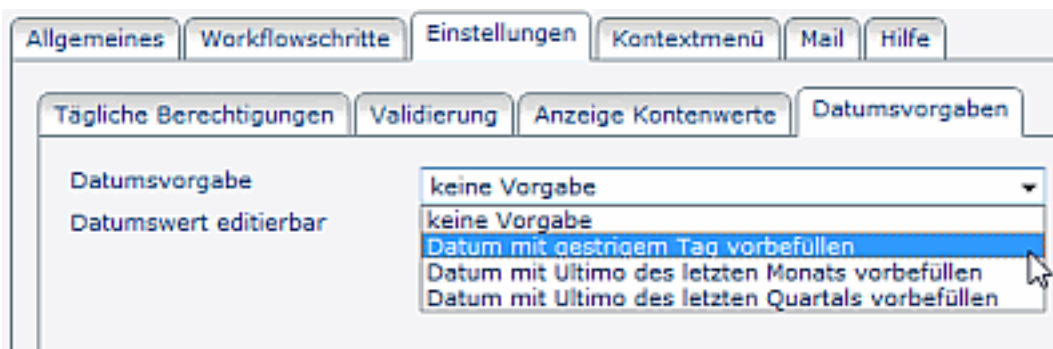 Allgemeines Workflowschritte Einstellungen Kontextmenü Mail Hilfe
Tägliche Berechtigungen Validierung Anzeige Kontenwerte Datumsvorgaben
Datumsvorgabe keine Vorgabe
Datumswert editierbar keine Vorgabe
Datum mit gestrigem Tag vorbefüllen
Datum mit Ultimo des letzten Monats vorbefüllen
Datum mit Ultimo des letzten Quartals vorbefüllen